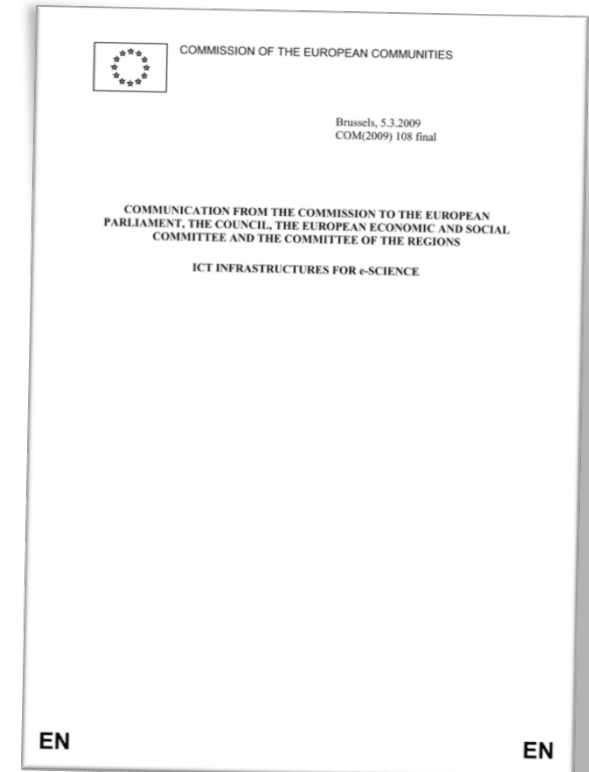 COMMISSION OF THE EUROPEAN COMMUNITIES
Brussels, 5.3.2009
COM(2009) 108 final
COMMUNICATION FROM THE COMMISSION TO THE EUROPEAN
PARLIAMENT, THE COUNCIL, THE EUROPEAN ECONOMIC AND SOCIAL
COMMITTEE AND THE COMMITTEE OF THE REGIONS
ICT INFRASTRUCTURES FOR e-SCIENCE
EN
EN